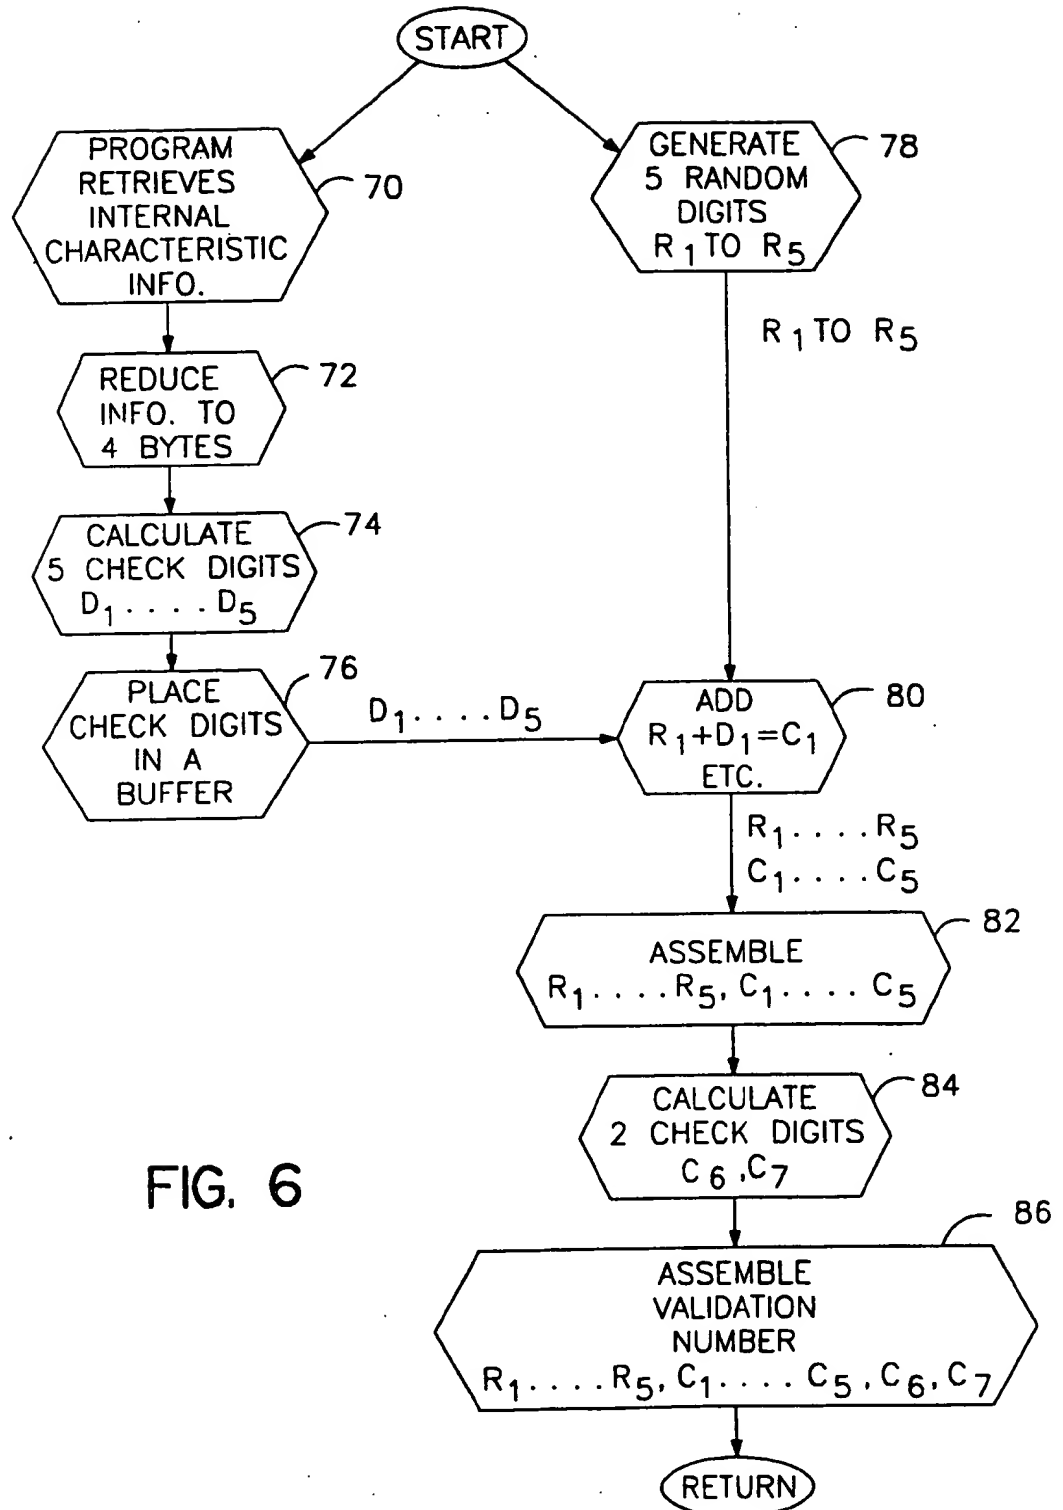 START
PROGRAM
RETRIEVES
INTERNAL
CHARACTERISTIC
INFO.
70
GENERATE
5 RANDOM
DIGITS
R1 TO R5
78
R1 TO R5
REDUCE
INFO. TO
4 BYTES
72
CALCULATE
5 CHECK DIGITS
D1....D5
74
PLACE
CHECK DIGITS
IN A
BUFFER
76
D1....D5
ADD
R1+D1=C1
ETC.
80
R1....R5
C1....C5
ASSEMBLE
R1....R5, C1....C5
82
CALCULATE
2 CHECK DIGITS
C6,C7
84
FIG. 6
ASSEMBLE
VALIDATION
NUMBER
R1....R5, C1....C5, C6, C7
86
RETURN